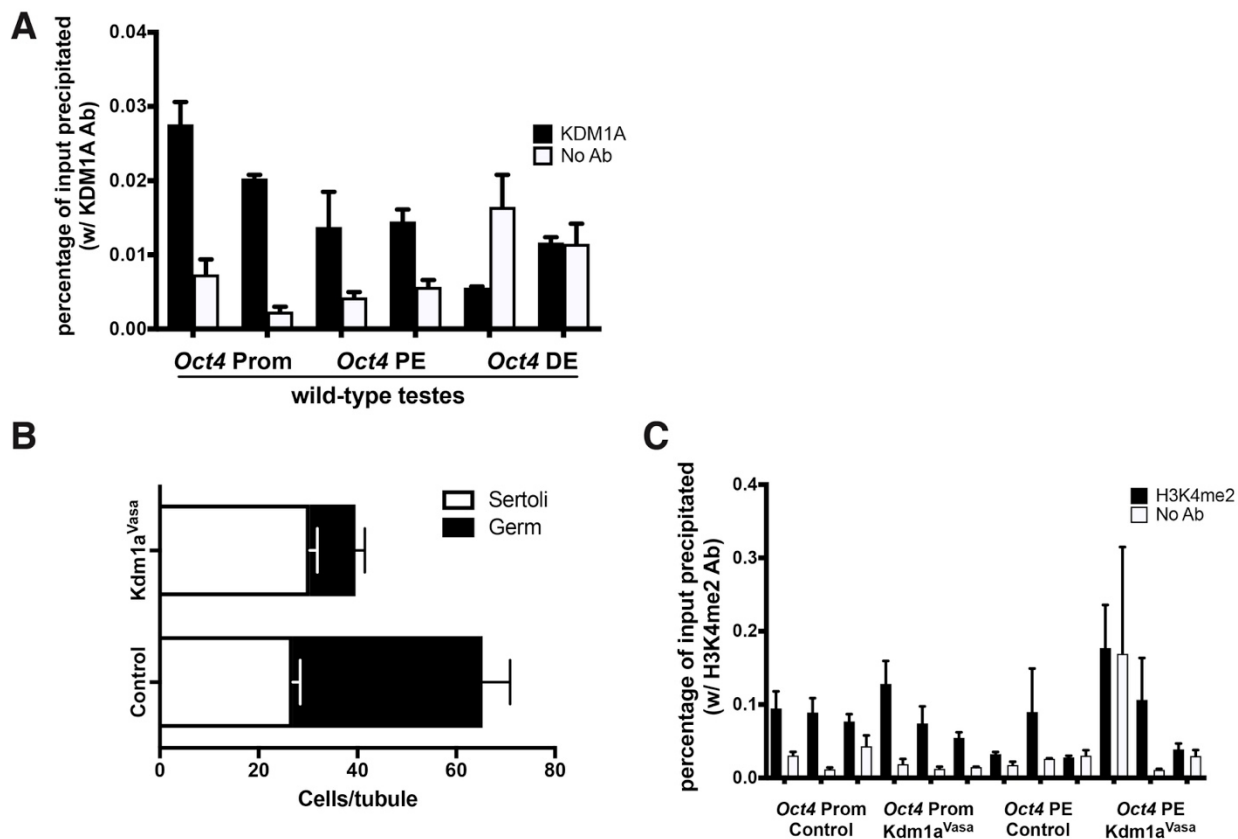 A
percentage of input precipitated
(w/ KDM1A Ab)
0.04
0.03
0.02
0.01
0.00
KDM1A
No Ab
Oct4 Prom Oct4 PE Oct4 DE
wild-type testes
B
Kdm1aVasa
Control
Sertoli
Germ
0 20 40 60 80
Cells/tubule
C
percentage of input precipitated
(w/ H3K4me2 Ab)
0.4
0.3
0.2
0.1
0.0
H3K4me2
No Ab
Oct4 Prom Oct4 Prom Oct4 PE Oct4 PE
Control Kdm1aVasa Control Kdm1aVasa